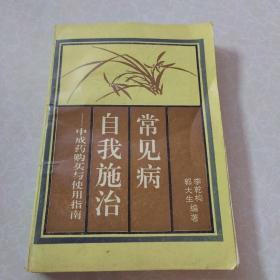 常见病
自我施治
——中成药购买与使用指南
李乾构
郭大生编著